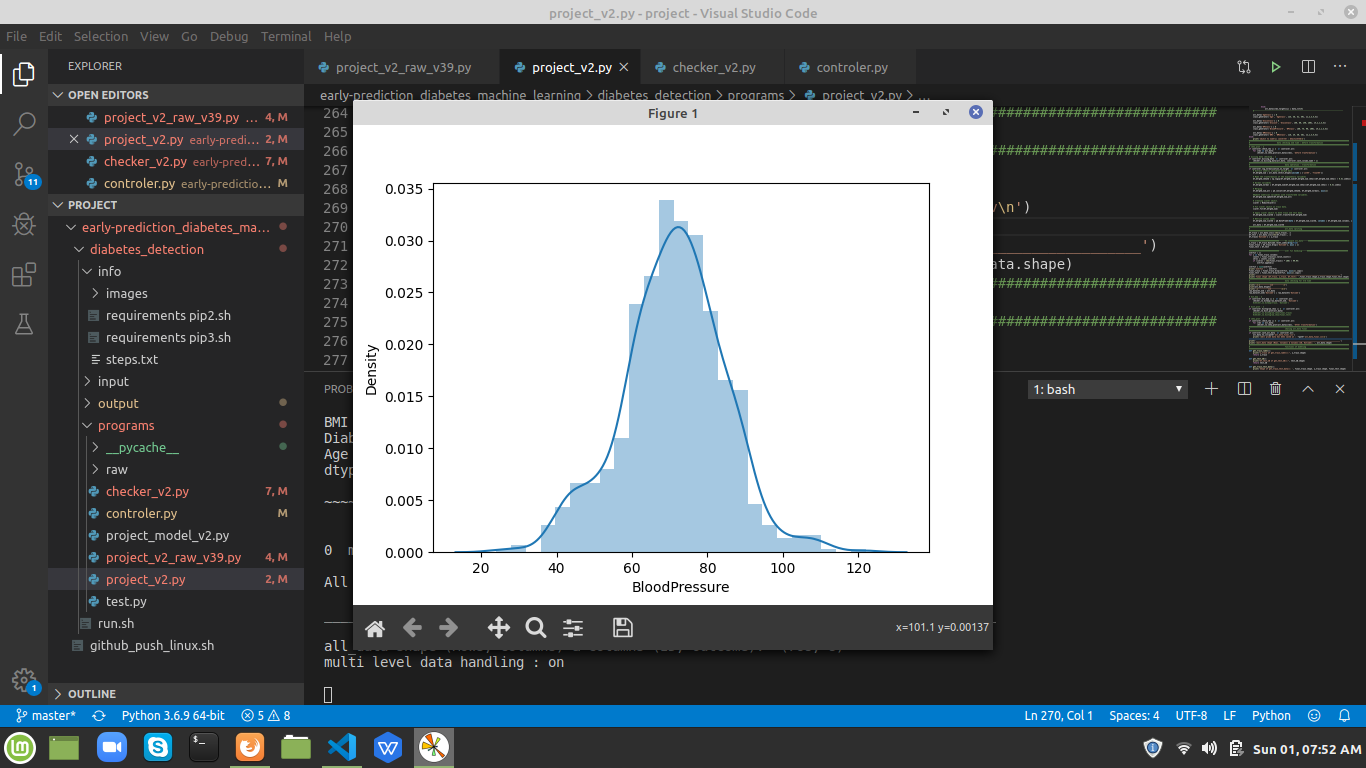 project_v2.py - project - Visual Studio Code
File Edit Selection View Go Debug Terminal Help
EXPLORER
OPEN EDITORS
project_v2_raw_v39.py ... 4, M
project_v2.py early-predi... 2, M
checker_v2.py early-pred... 7, M
controler.py early-predictio... M
PROJECT
early-prediction_diabetes_ma...
diabetes_detection
info
images
requirements pip2.sh
requirements pip3.sh
steps.txt
input
output
programs
__pycache__
raw
checker_v2.py 7, M
controler.py M
project_model_v2.py
project_v2_raw_v39.py 4, M
project_v2.py 2, M
test.py
run.sh
github_push_linux.sh
OUTLINE
11
1
project_v2_raw_v39.py project_v2.py checker_v2.py controler.py
early-prediction_diabetes_machine_learning > diabetes_detection > programs > project_v2.py > ...
264 ##########################
265
266 ##########################
267
268
269 y\n')
270
271 ________________')
272 ata.shape)
273 ##########################
274
275 ##########################
276
277
Figure 1
0.035
0.030
0.025
0.020
0.015
0.010
0.005
0.000
Density
20 40 60 80 100 120
BloodPressure
x=101.1 y=0.00137
PROB
1: bash
BMI
Diab
Age
dtyp
~~~~
0 m
All
multi level data handling : on
master* Python 3.6.9 64-bit 5 8 Ln 270, Col 1 Spaces: 4 UTF-8 LF Python
Sun 01, 07:52 AM